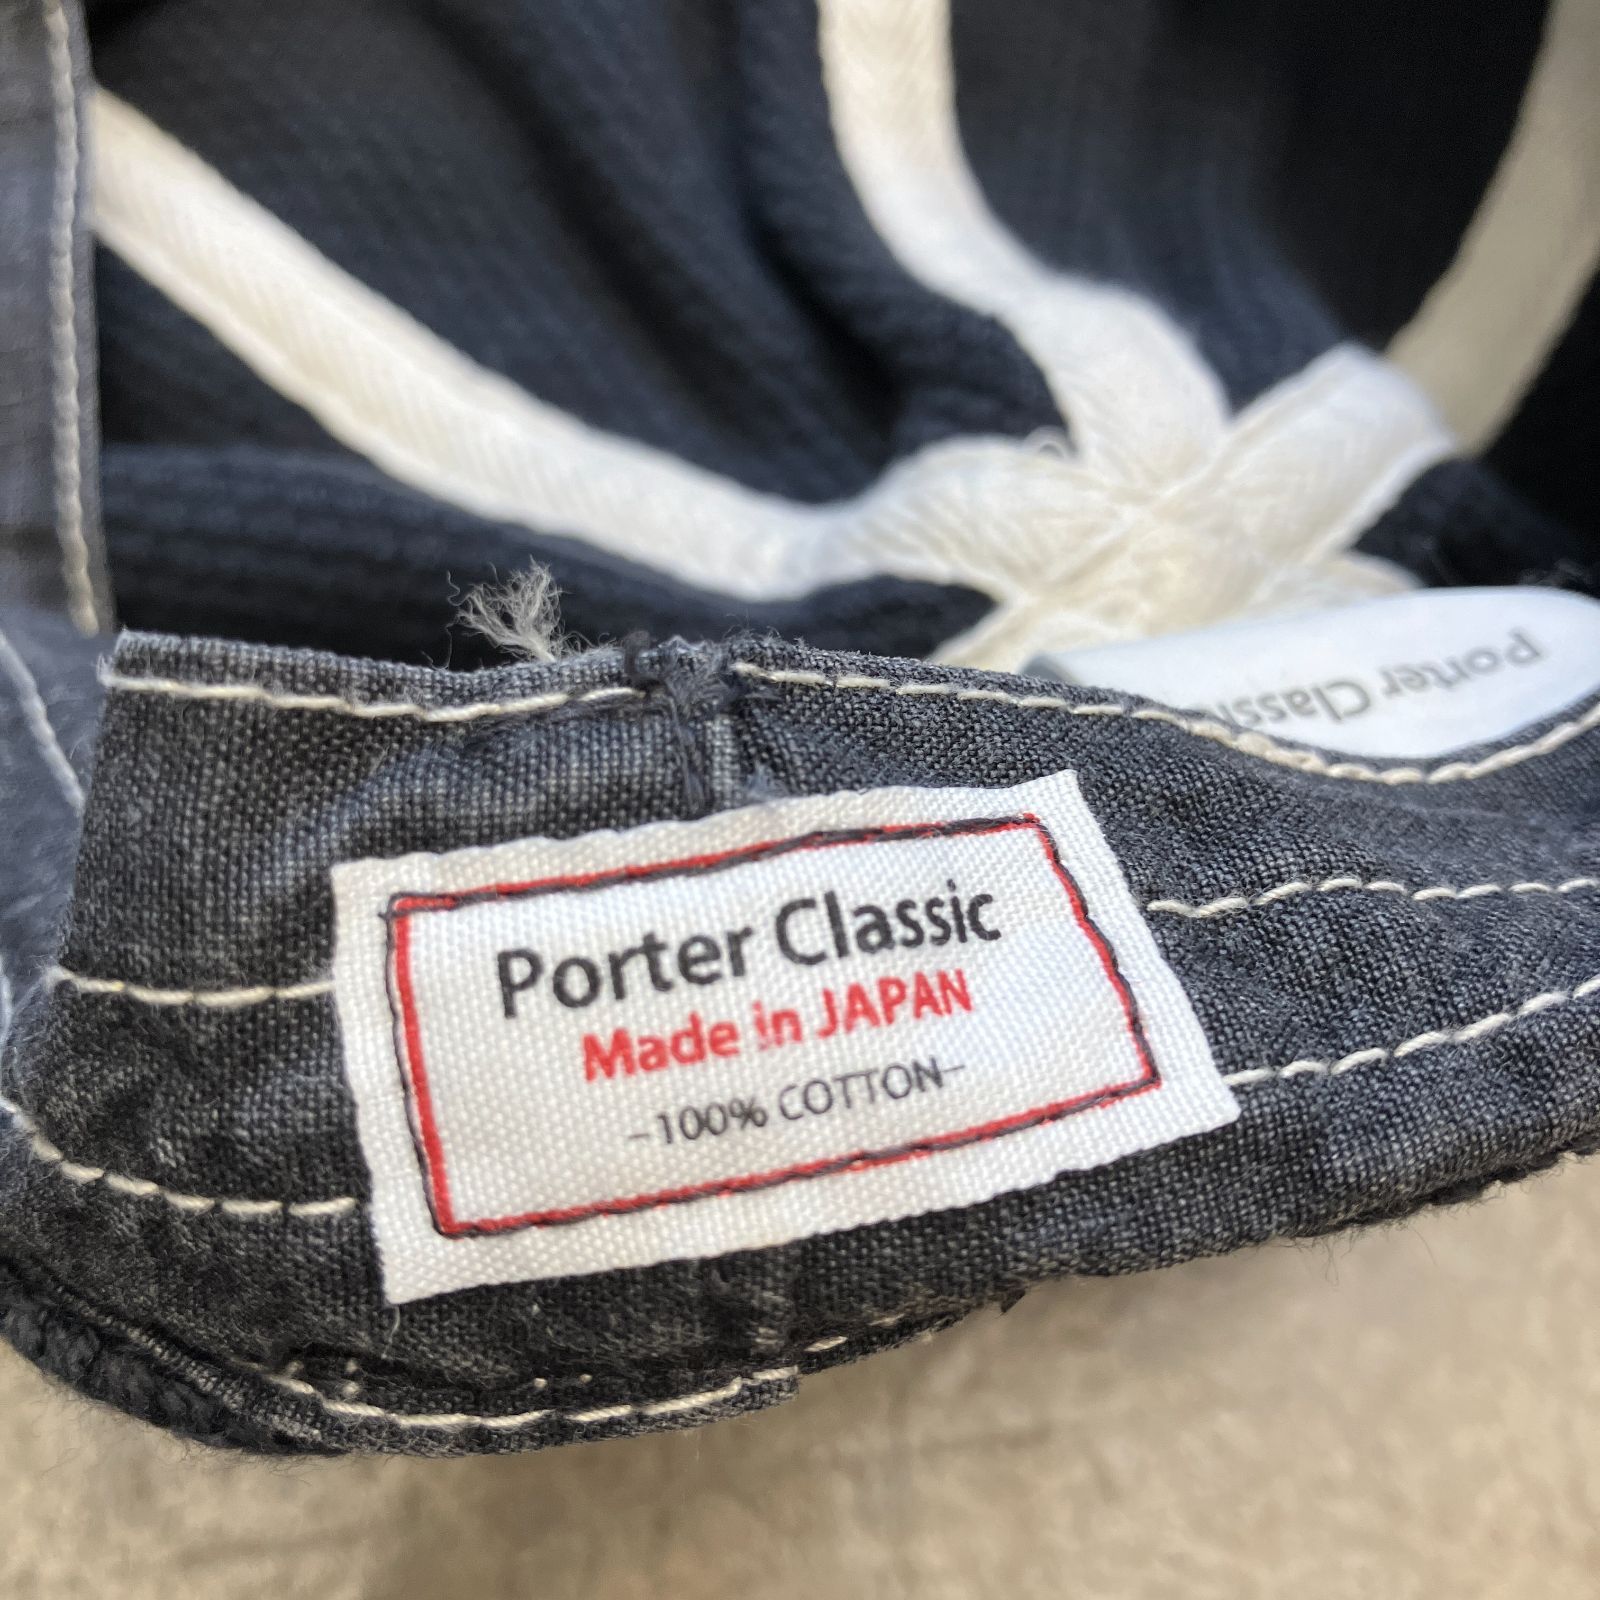 Porter Classic
Porter Classic
Made in JAPAN
–100% COTTON–